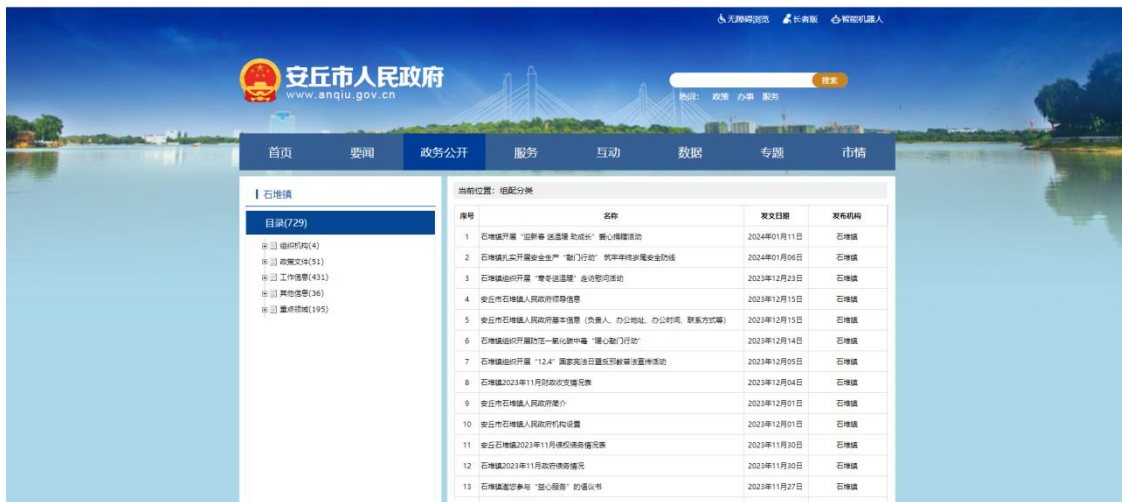 无障碍浏览 长者版 智能机器人
安丘市人民政府
www.anqiu.gov.cn
搜索
热词： 政策 办事 服务
首页 要闻 政务公开 服务 互动 数据 专题 市情
石堆镇
目录(729)
组织机构(4)
政策文件(51)
工作信息(431)
其他信息(36)
重点领域(195)
当前位置：组配分类
序号 名称 发文日期 发布机构
1 石堆镇开展“迎新春 送温暖 助成长”爱心捐赠活动 2024年01月11日 石堆镇
2 石堆镇扎实开展安全生产“敲门行动” 筑牢年终岁尾安全防线 2024年01月06日 石堆镇
3 石堆镇组织开展“寒冬送温暖”走访慰问活动 2023年12月23日 石堆镇
4 安丘市石堆镇人民政府领导信息 2023年12月15日 石堆镇
5 安丘市石堆镇人民政府基本信息（负责人、办公地址、办公时间、联系方式等） 2023年12月15日 石堆镇
6 石堆镇组织开展防范一氧化碳中毒“暖心敲门行动” 2023年12月14日 石堆镇
7 石堆镇组织开展“12.4”国家宪法日暨反邪教普法宣传活动 2023年12月05日 石堆镇
8 石堆镇2023年11月财政收支情况表 2023年12月04日 石堆镇
9 安丘市石堆镇人民政府简介 2023年12月01日 石堆镇
10 安丘市石堆镇人民政府机构设置 2023年12月01日 石堆镇
11 安丘石堆镇2023年11月债权债务情况表 2023年11月30日 石堆镇
12 石堆镇2023年11月政府债务情况 2023年11月30日 石堆镇
13 石堆镇邀您参与“益心服务”的倡议书 2023年11月27日 石堆镇